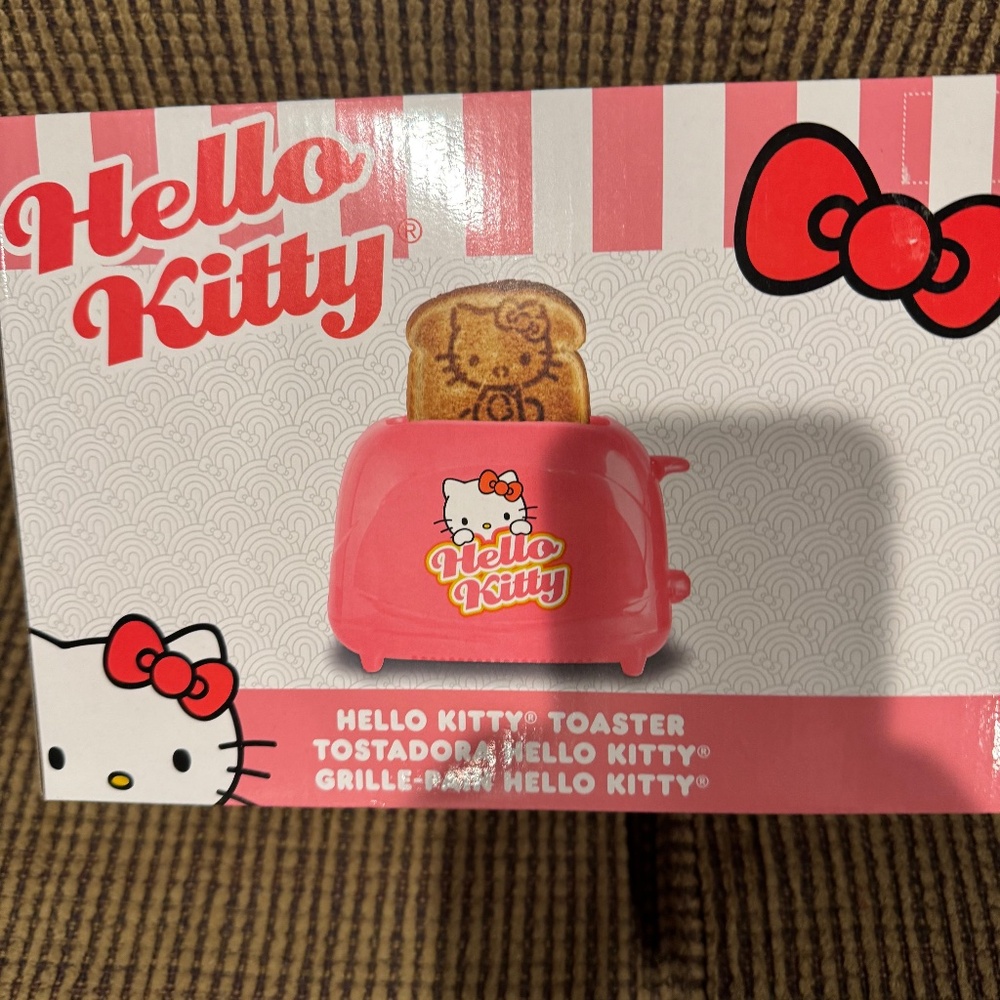 Hello
Kitty®
Hello
Kitty
HELLO KITTY® TOASTER
TOSTADORA HELLO KITTY®
GRILLE-PAIN HELLO KITTY®